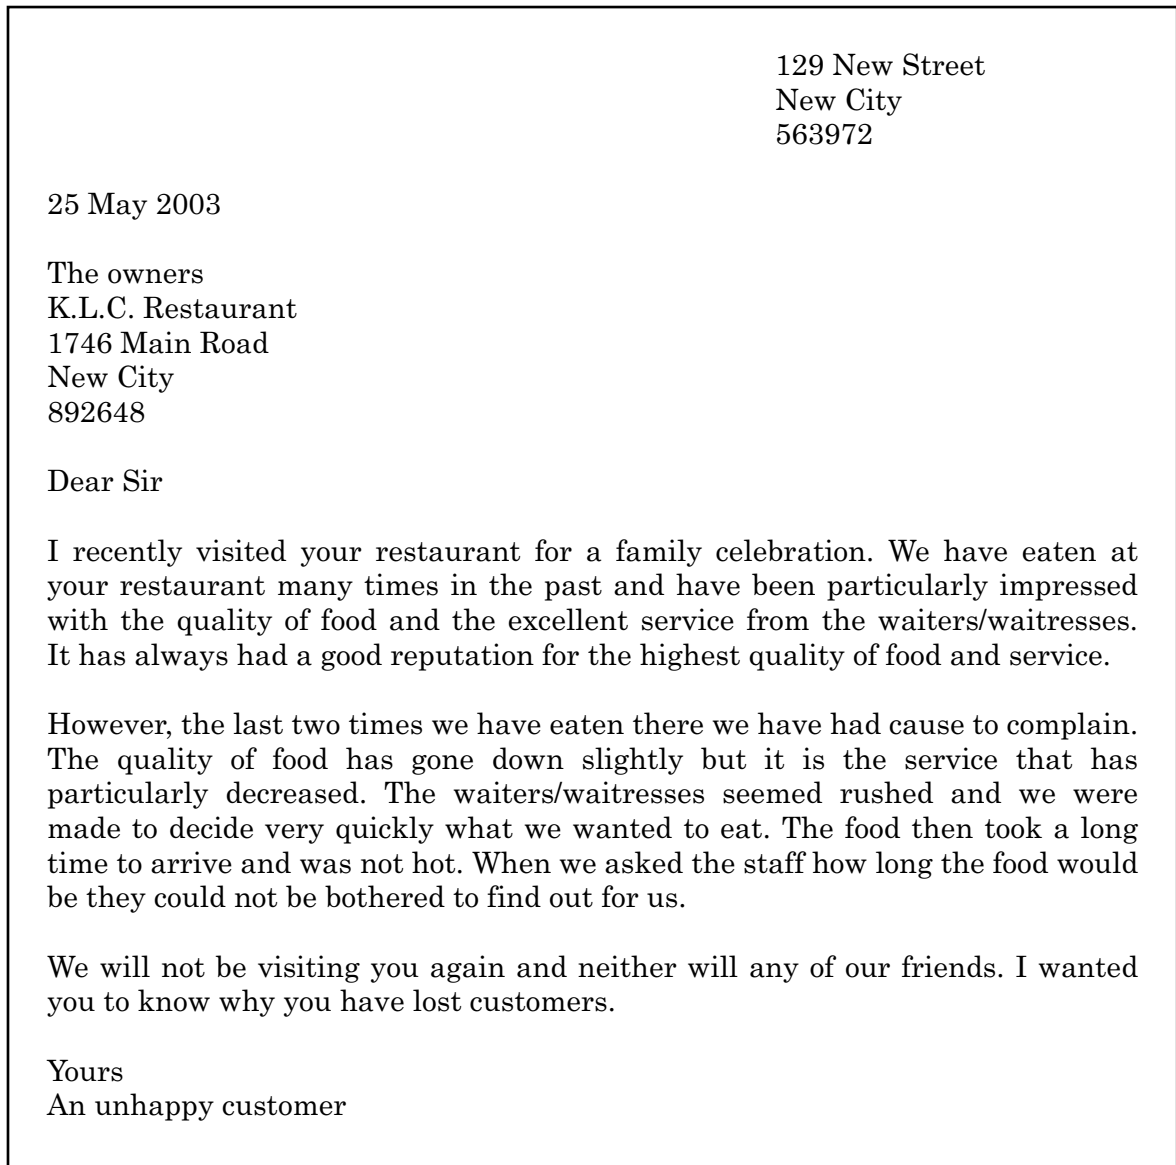 129 New Street
New City
563972
25 May 2003
The owners
K.L.C. Restaurant
1746 Main Road
New City
892648
Dear Sir
I recently visited your restaurant for a family celebration. We have eaten at
your restaurant many times in the past and have been particularly impressed
with the quality of food and the excellent service from the waiters/waitresses.
It has always had a good reputation for the highest quality of food and service.
However, the last two times we have eaten there we have had cause to complain.
The quality of food has gone down slightly but it is the service that has
particularly decreased. The waiters/waitresses seemed rushed and we were
made to decide very quickly what we wanted to eat. The food then took a long
time to arrive and was not hot. When we asked the staff how long the food would
be they could not be bothered to find out for us.
We will not be visiting you again and neither will any of our friends. I wanted
you to know why you have lost customers.
Yours
An unhappy customer